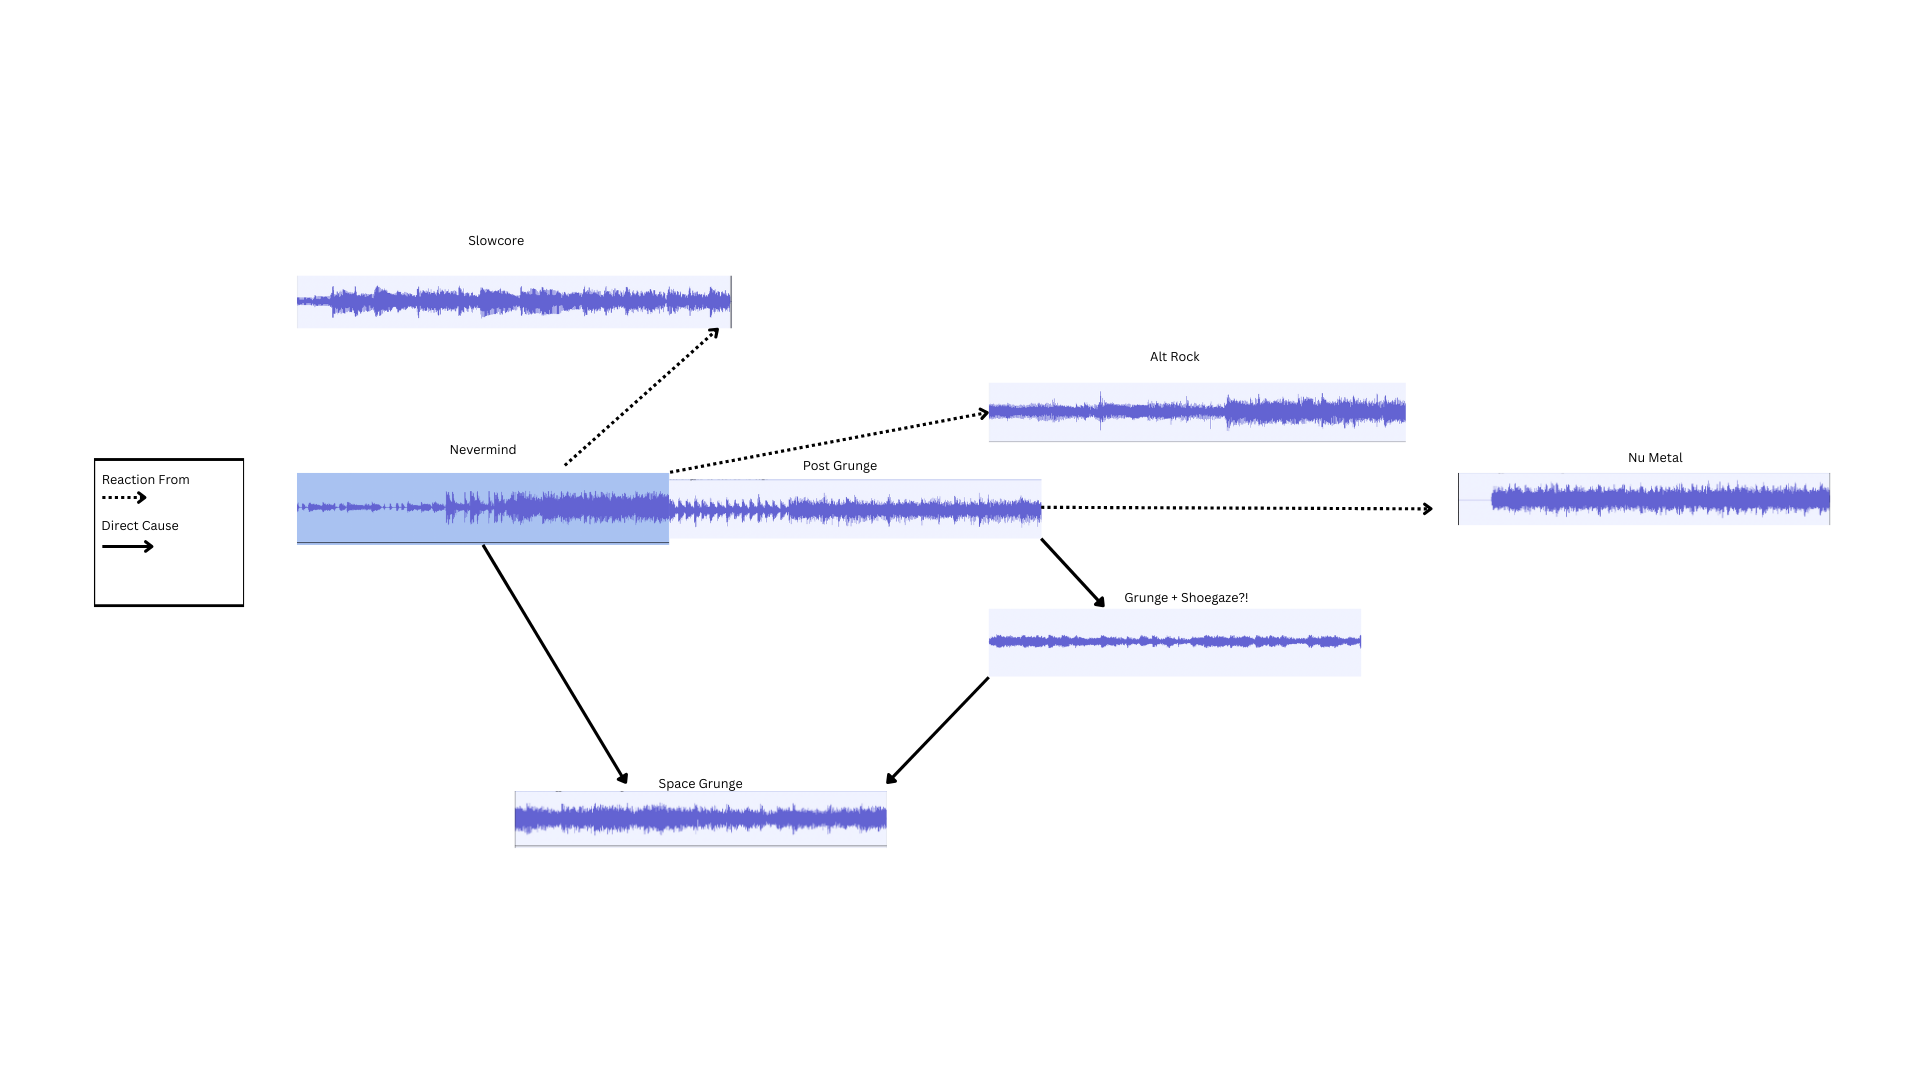 Slowcore
Alt Rock
Nevermind
Post Grunge
Nu Metal
Reaction From
Direct Cause
Grunge + Shoegaze?!
Space Grunge